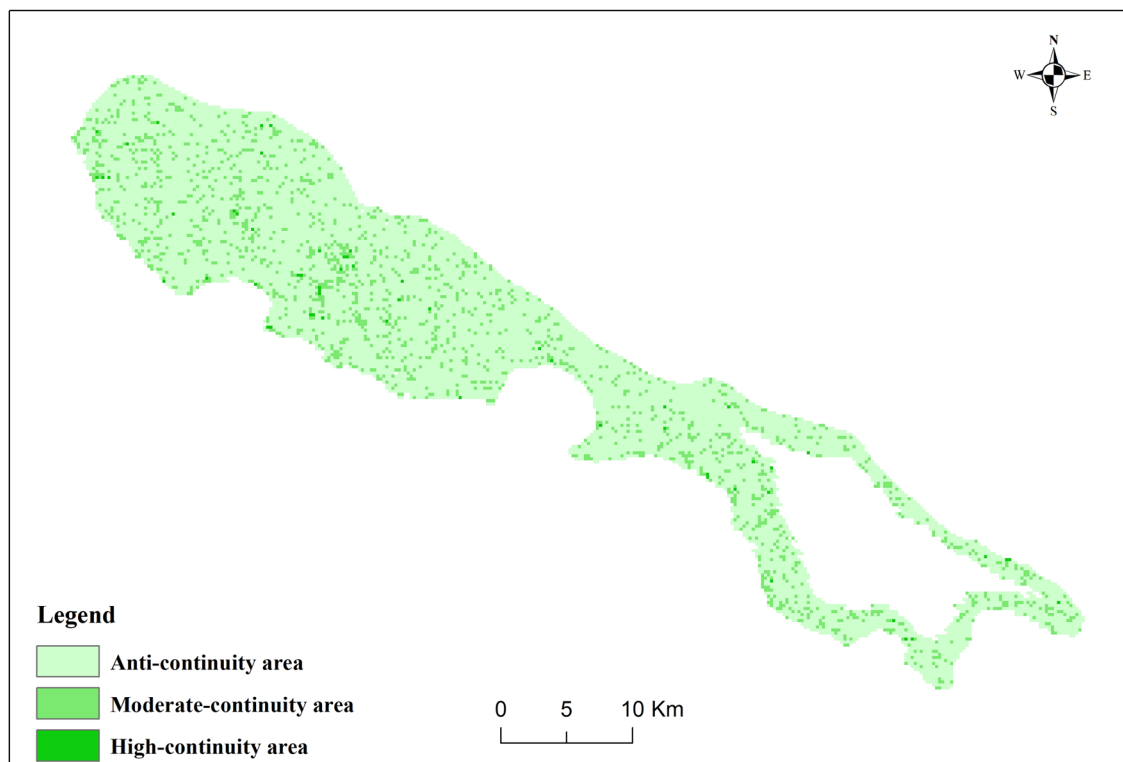 N
W E
S
Legend
Anti-continuity area
Moderate-continuity area
High-continuity area
0 5 10 Km